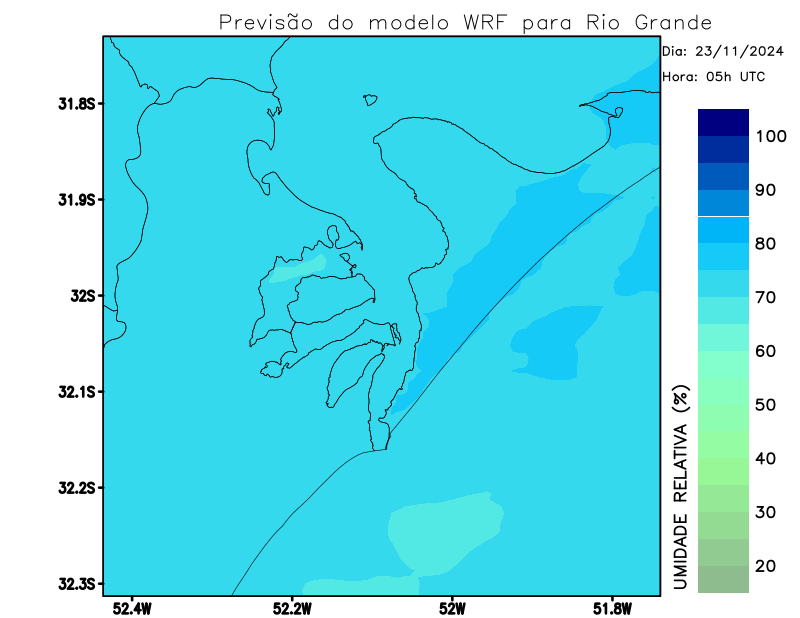 Previsão do modelo WRF para Rio Grande
Dia: 23/11/2024
Hora: 05h UTC
31.8S
31.9S
32S
32.1S
32.2S
32.3S
52.4W
52.2W
52W
51.8W
100
90
80
70
60
50
40
30
20
UMIDADE RELATIVA (%)